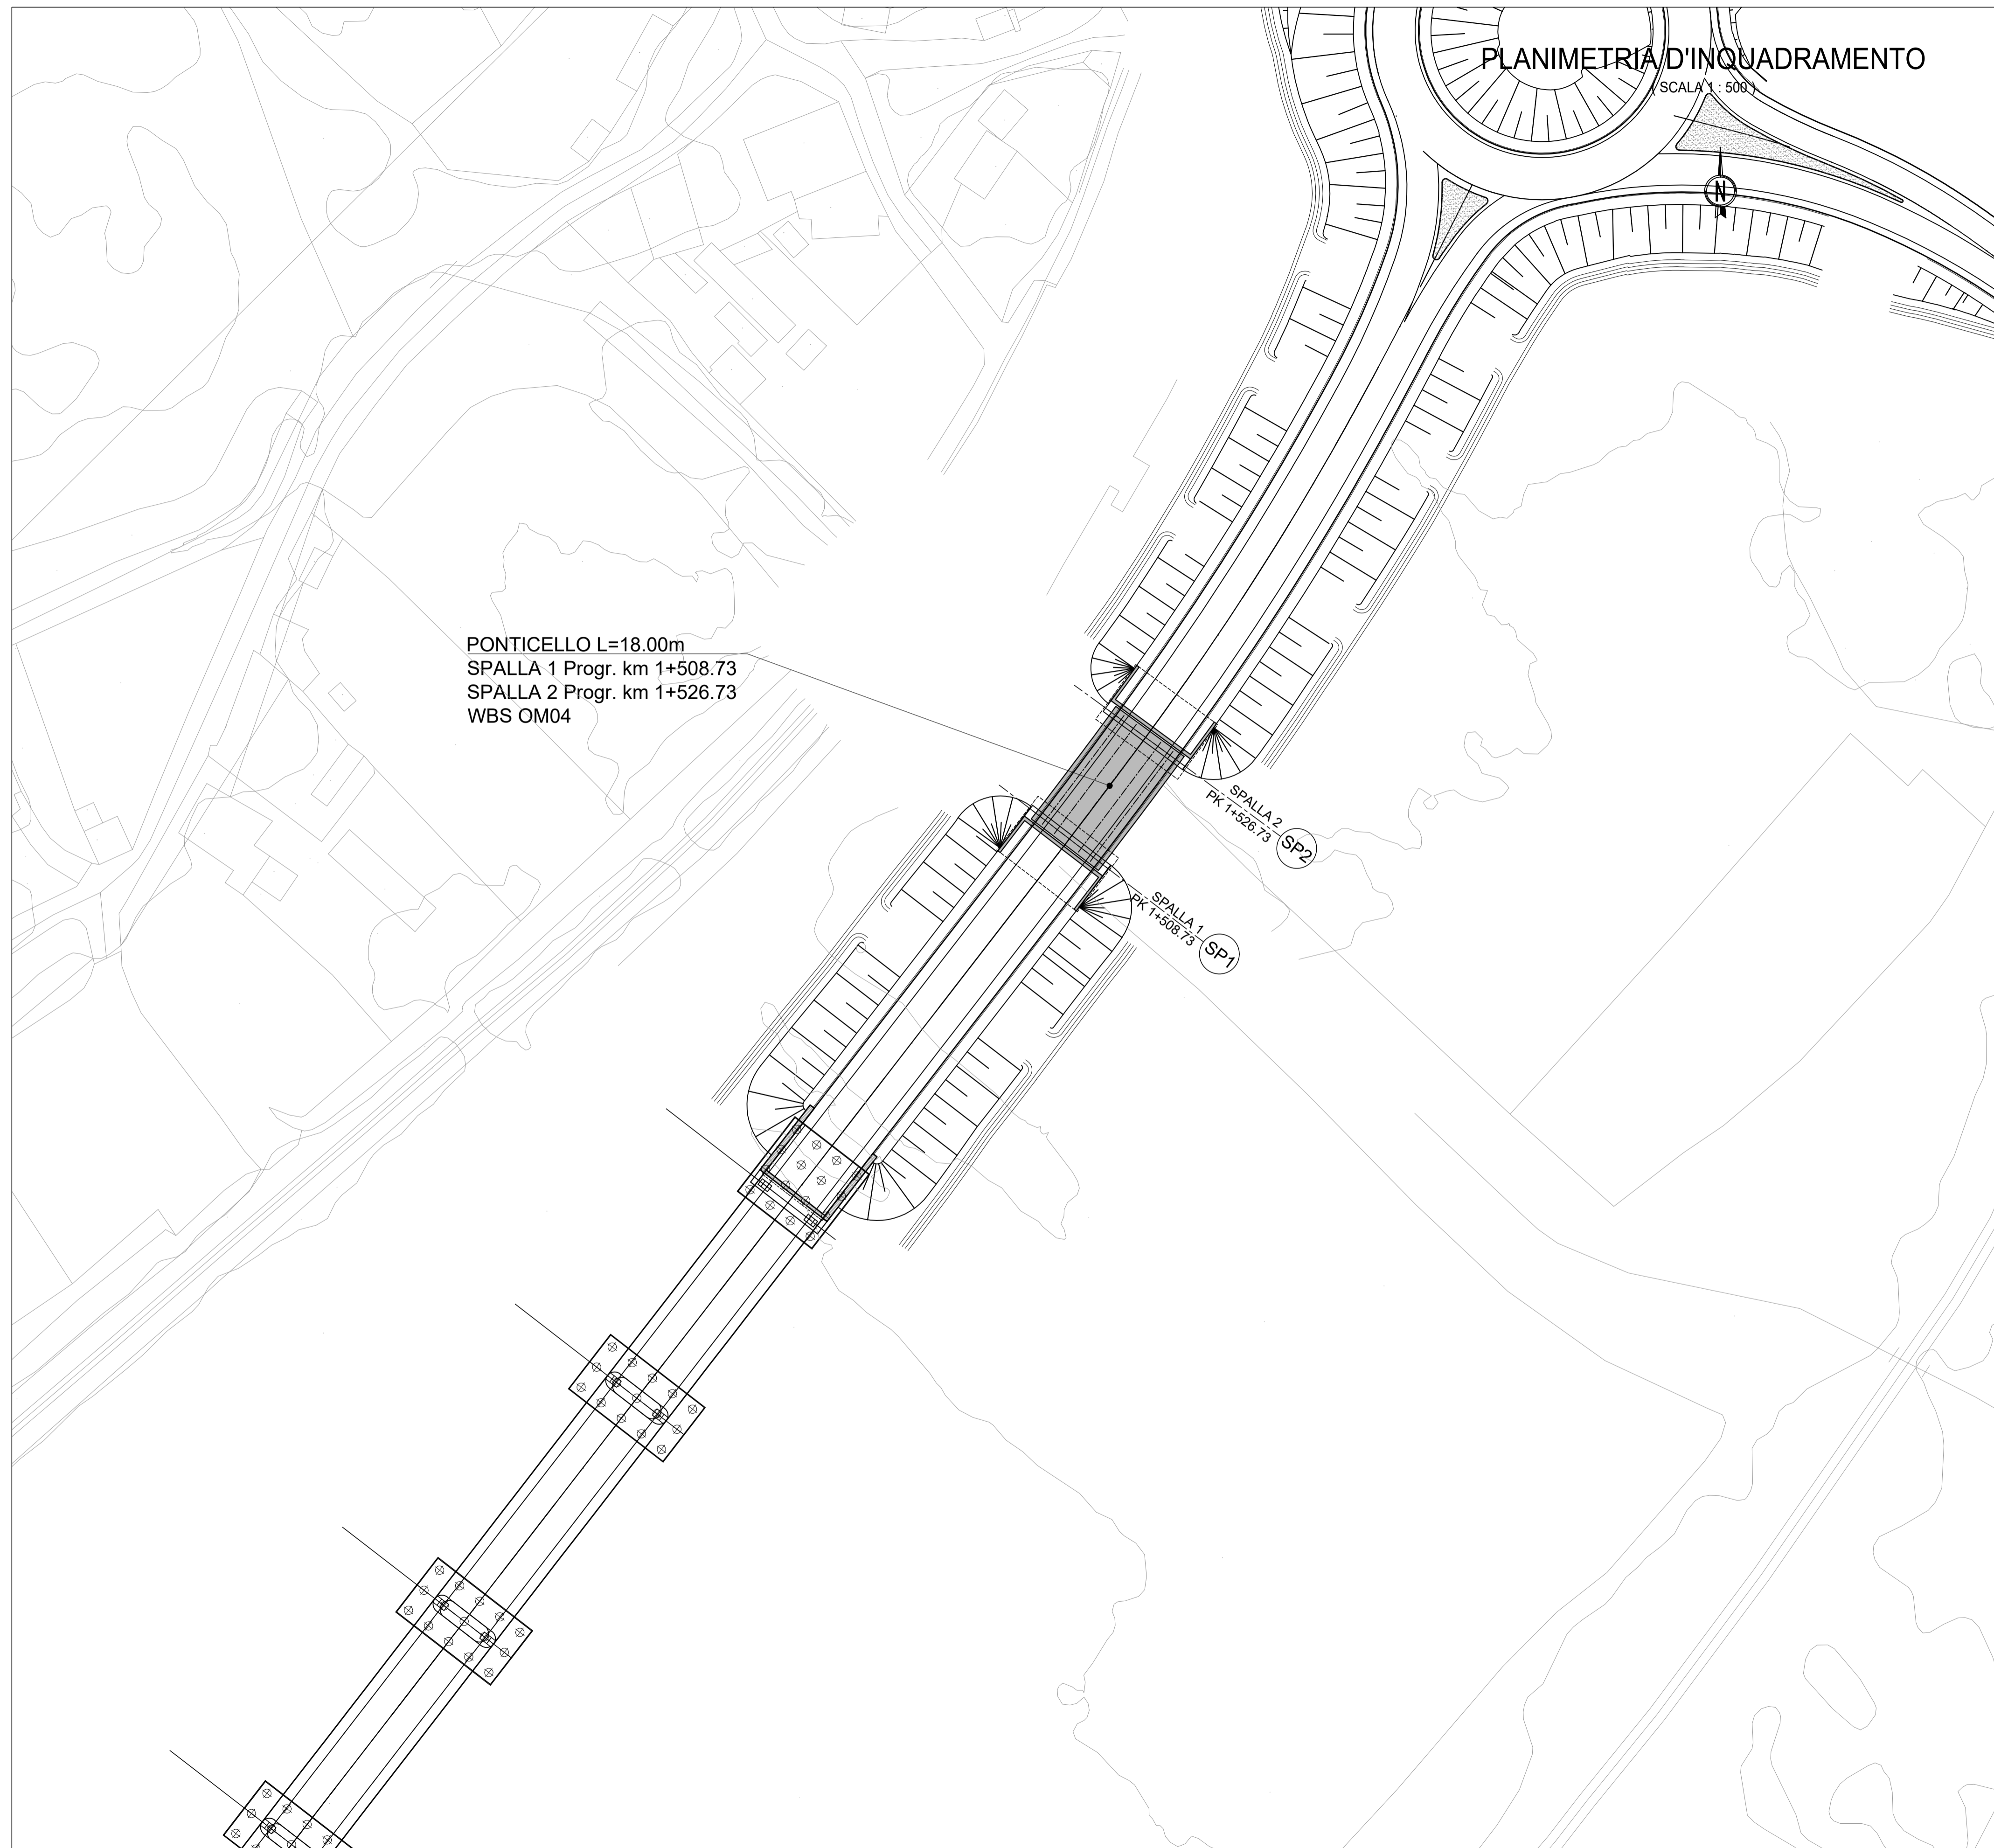 PLANIMETRIA D'INQUADRAMENTO
( SCALA 1 : 500 )
N
PONTICELLO L=18.00m
SPALLA 1 Progr. km 1+508.73
SPALLA 2 Progr. km 1+526.73
WBS OM04
SPALLA 2
PK 1+526.73
SP2
SPALLA 1
PK 1+508.73
SP1